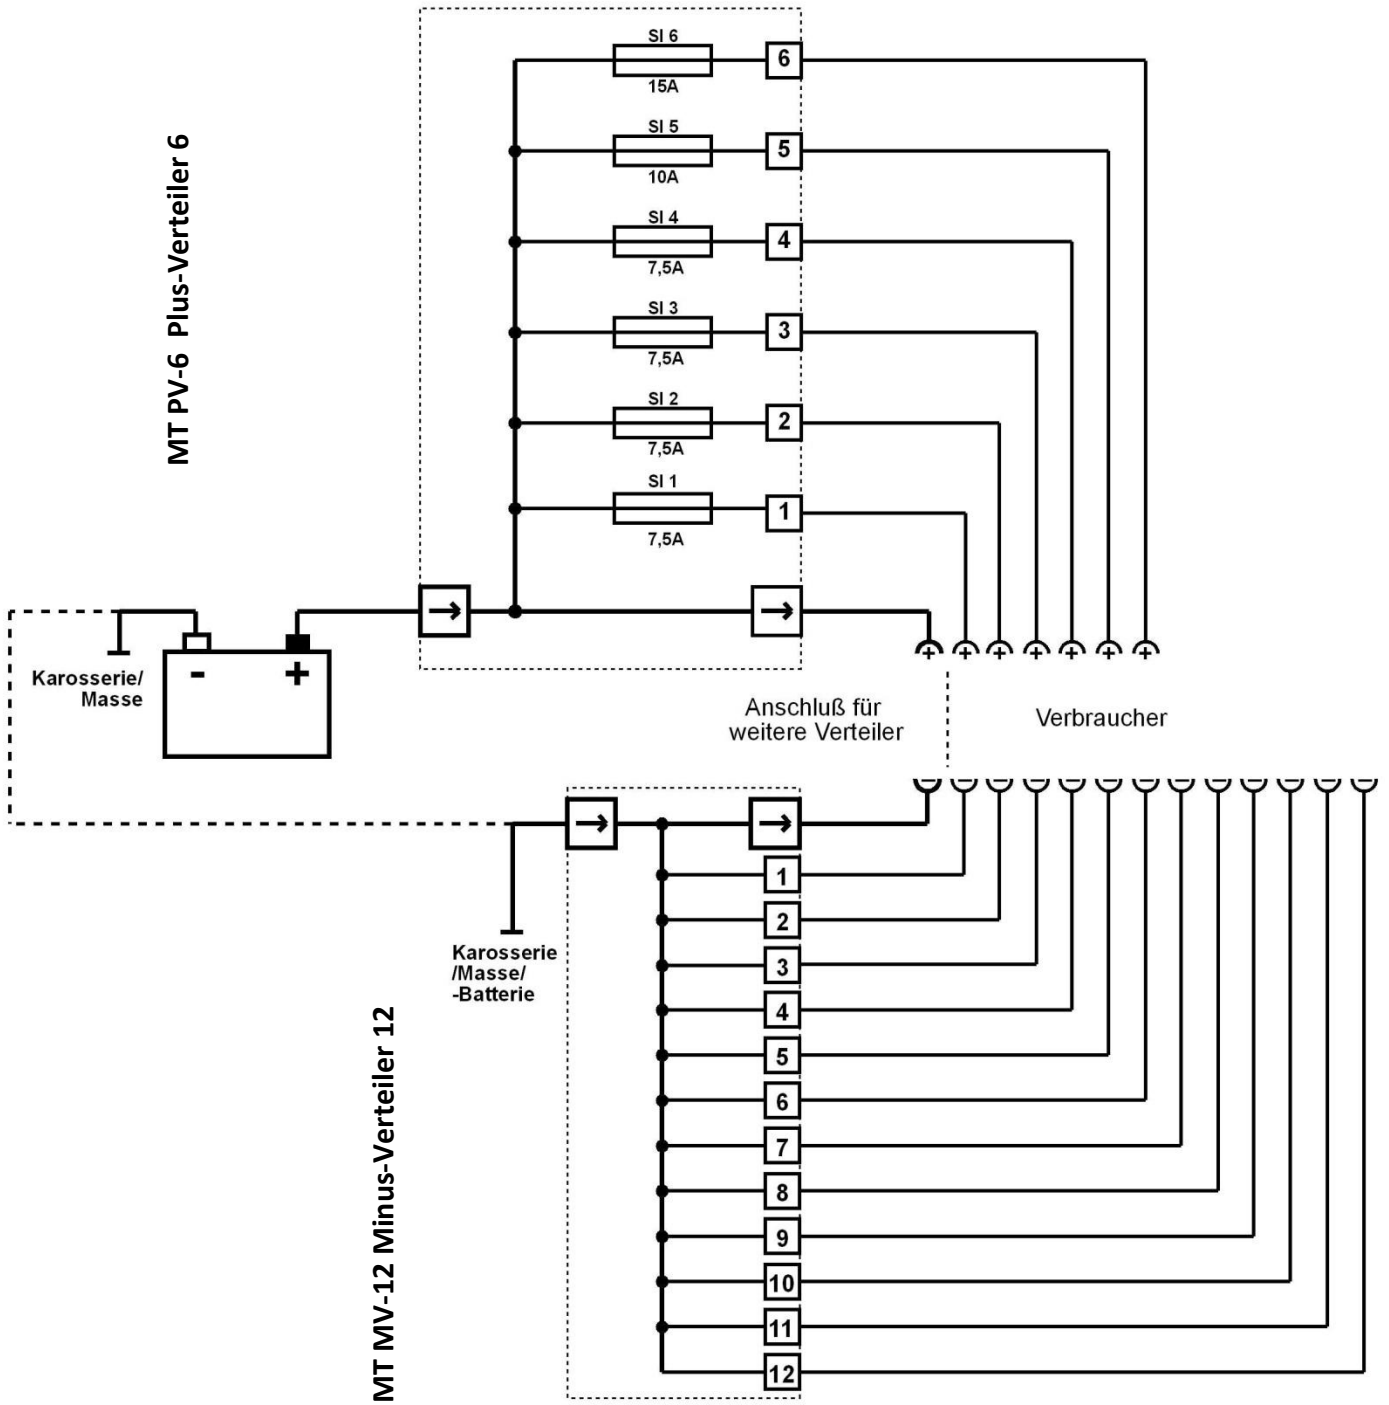 MT PV-6 Plus-Verteiler 6
SI 6
6
15A
SI 5
5
10A
SI 4
4
7,5A
SI 3
3
7,5A
SI 2
2
7,5A
SI 1
1
7,5A
Karosserie/
Masse
-
+
+
+
+
+
+
+
+
Anschluß für
weitere Verteiler
Verbraucher
-
-
-
-
-
-
-
-
-
-
-
-
-
Karosserie
/Masse/
-Batterie
MT MV-12 Minus-Verteiler 12
1
2
3
4
5
6
7
8
9
10
11
12